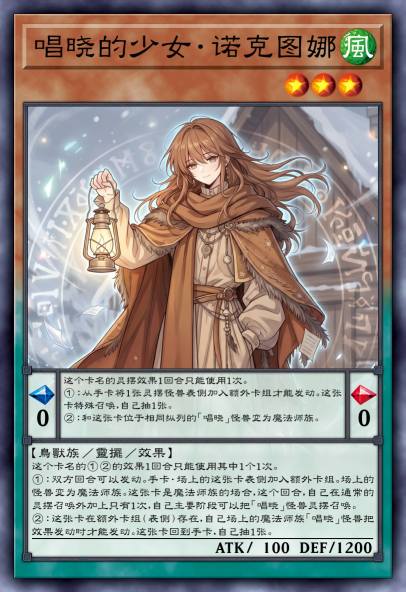 唱晓的少女·诺克图娜
風
这个卡名的灵摆效果1回合只能使用1次。
①：从手卡将1张灵摆怪兽表侧加入额外卡组才能发动。这张
卡特殊召唤，自己抽1张。
②：和这张卡位于相同纵列的「唱晓」怪兽变为魔法师族。
0
0
【鳥獸族／靈擺／效果】
这个卡名的①②的效果1回合只能使用其中1个1次。
①：双方回合可以发动。手卡·场上的这张卡表侧加入额外卡组。场上的
怪兽变为魔法师族。这张卡是魔法师族的场合，这个回合，自己在通常的
灵摆召唤外加上只有1次，自己主要阶段可以把「唱晓」怪兽灵摆召唤。
②：这张卡在额外卡组(表侧)存在，自己场上的魔法师族「唱晓」怪兽把
效果发动时才能发动。这张卡回到手卡，自己抽1张。
ATK/ 100 DEF/1200